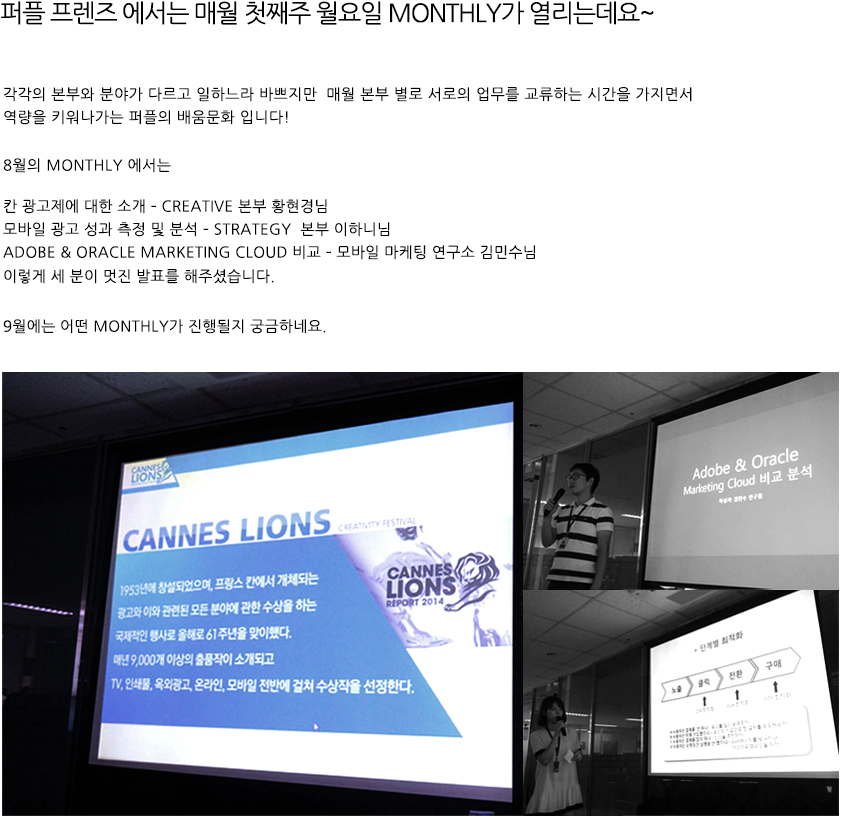 퍼플 프렌즈 에서는 매월 첫째주 월요일 MONTHLY가 열리는데요~
각각의 본부와 분야가 다르고 일하느라 바쁘지만 매월 본부 별로 서로의 업무를 교류하는 시간을 가지면서
역량을 키워나가는 퍼플의 배움문화 입니다!
8월의 MONTHLY 에서는
칸 광고제에 대한 소개 - CREATIVE 본부 황현경님
모바일 광고 성과 측정 및 분석 - STRATEGY 본부 이하니님
ADOBE & ORACLE MARKETING CLOUD 비교 - 모바일 마케팅 연구소 김민수님
이렇게 세 분이 멋진 발표를 해주셨습니다.
9월에는 어떤 MONTHLY가 진행될지 궁금하네요.
CANNES
LIONS
CANNES LIONS
CREATIVITY FESTIVAL
1953년에 창설되었으며, 프랑스 칸에서 개체되는
광고와 이와 관련된 모든 분야에 관한 수상을 하는
국제적인 행사로 올해로 61주년을 맞이했다.
매년 9,000개 이상의 출품작이 소개되고
TV, 인쇄물, 옥외광고, 온라인, 모바일 전반에 걸쳐 수상작을 선정한다.
CANNES
LIONS
REPORT 2014
Adobe & Oracle
Marketing Cloud 비교 분석
단계별 최적화
노출
클릭
전환
구매